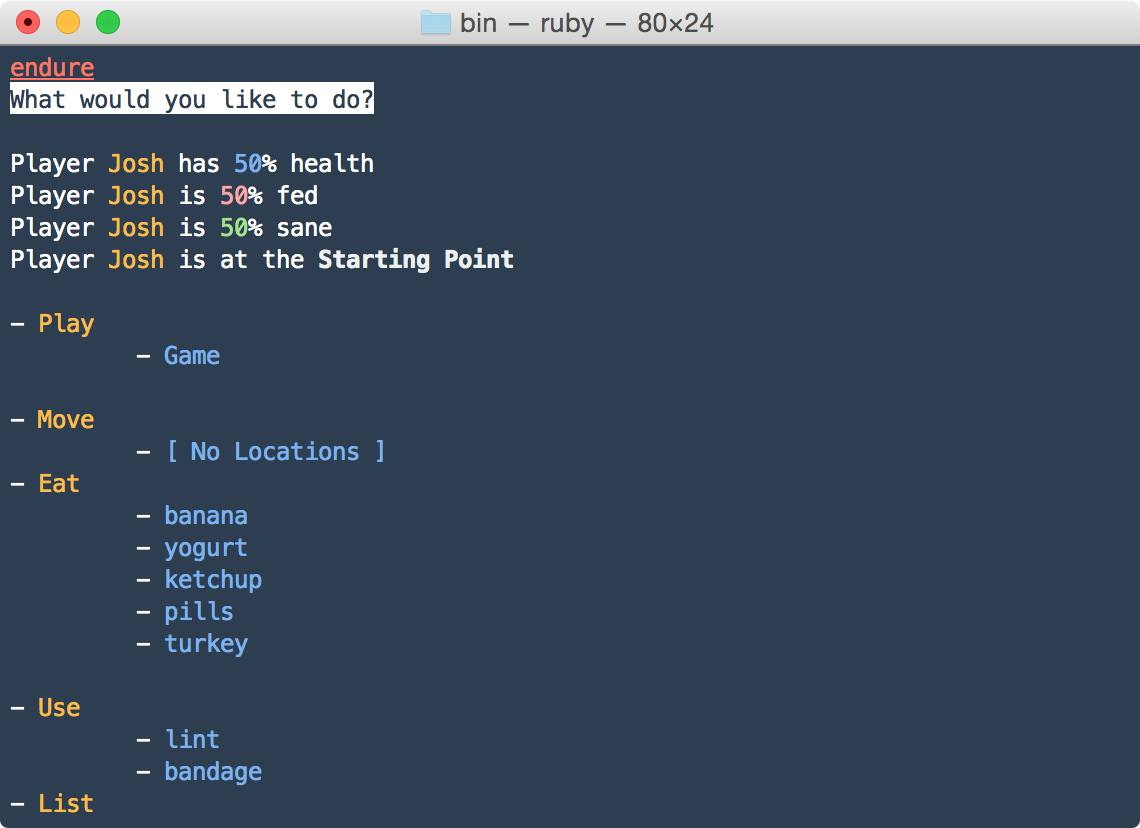 bin — ruby — 80×24
endure
What would you like to do?
Player Josh has 50% health
Player Josh is 50% fed
Player Josh is 50% sane
Player Josh is at the Starting Point
- Play
- Game
- Move
- [ No Locations ]
- Eat
- banana
- yogurt
- ketchup
- pills
- turkey
- Use
- lint
- bandage
- List